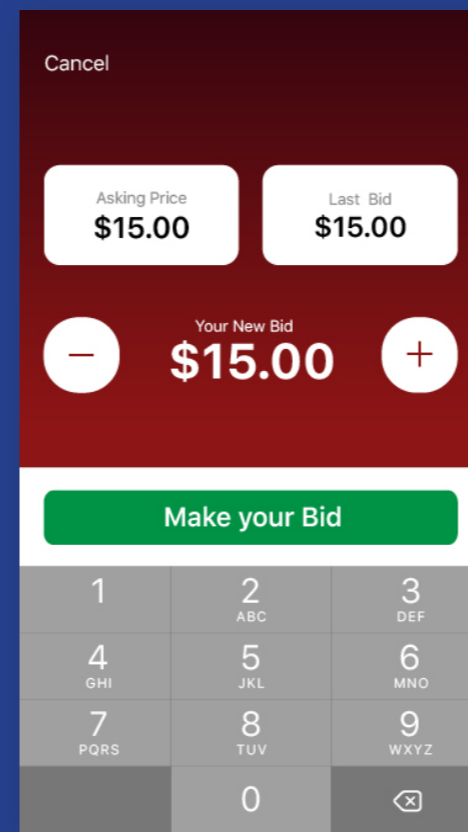 Cancel
Asking Price
$15.00
Last Bid
$15.00
Your New Bid
$15.00
Make your Bid
1
2
ABC
3
DEF
4
GHI
5
JKL
6
MNO
7
PQRS
8
TUV
9
WXYZ
0